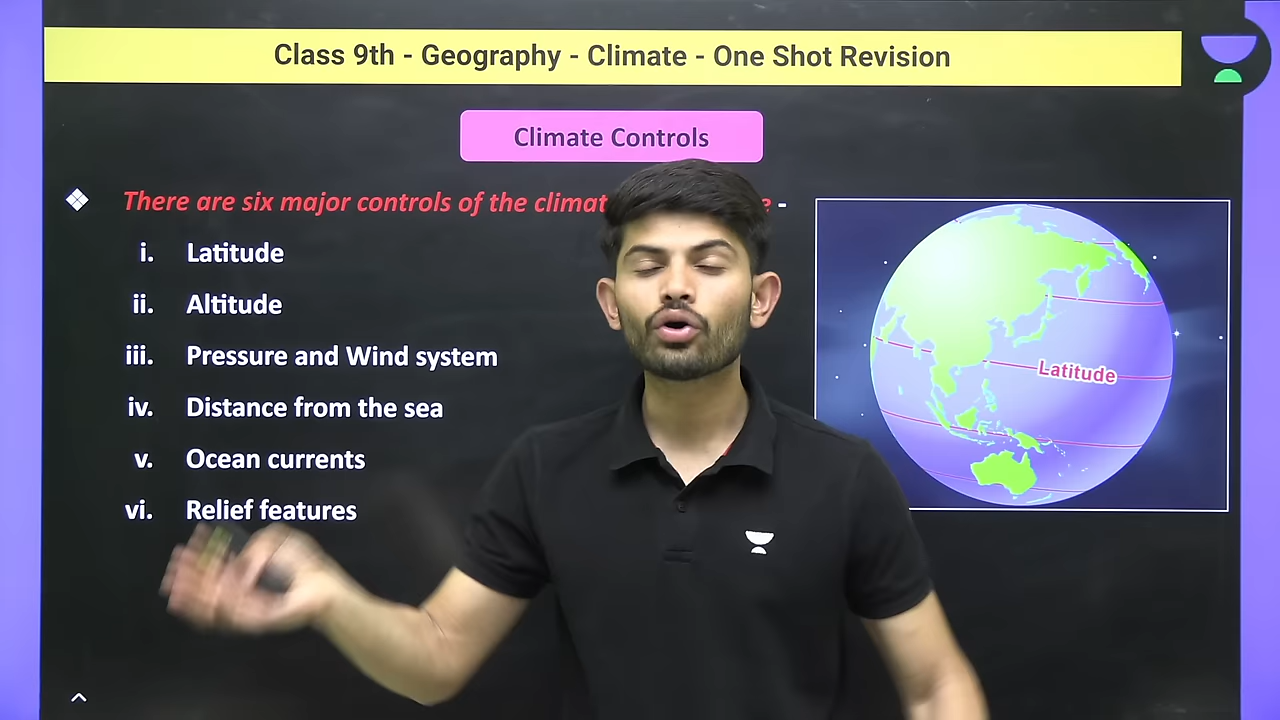 Class 9th - Geography - Climate - One Shot Revision
Climate Controls
There are six major controls of the climat e -
i. Latitude
ii. Altitude
iii. Pressure and Wind system
iv. Distance from the sea
v. Ocean currents
vi. Relief features
Latitude